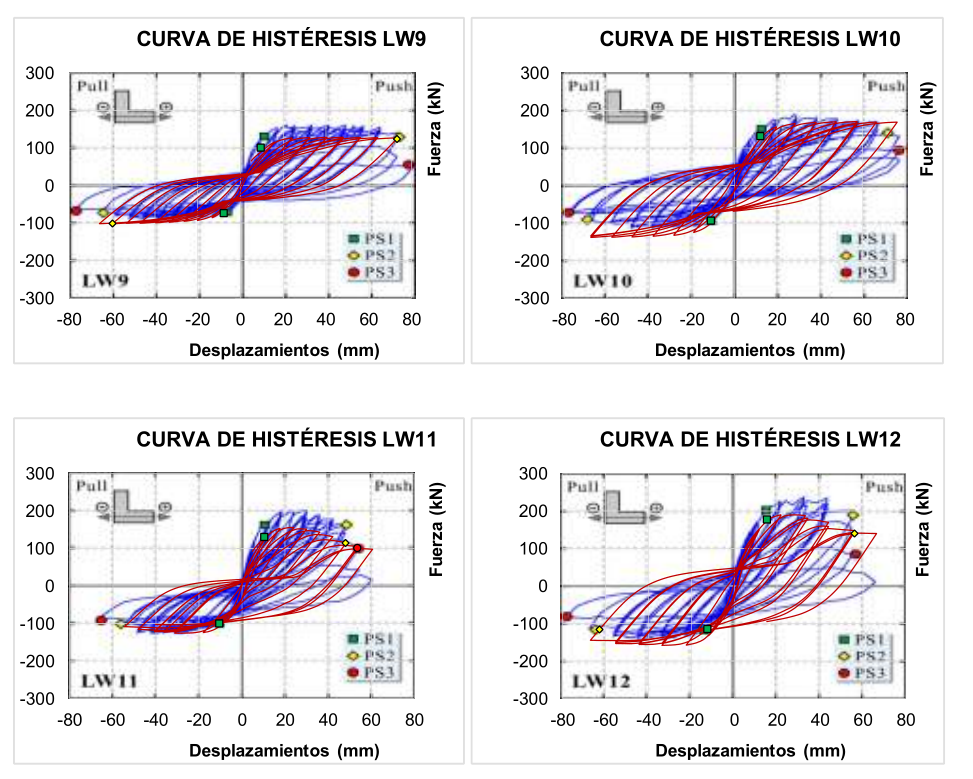 CURVA DE HISTÉRESIS LW9
300
200
100
0
-100
-200
-300
Pull
Push
Fuerza (kN)
PS1
PS2
PS3
LW9
-80 -60 -40 -20 0 20 40 60 80
Desplazamientos (mm)
CURVA DE HISTÉRESIS LW10
300
200
100
0
-100
-200
-300
Pull
Push
Fuerza (kN)
PS1
PS2
PS3
LW10
-80 -60 -40 -20 0 20 40 60 80
Desplazamientos (mm)
CURVA DE HISTÉRESIS LW11
300
200
100
0
-100
-200
-300
Pull
Push
Fuerza (kN)
PS1
PS2
PS3
LW11
-80 -60 -40 -20 0 20 40 60 80
Desplazamientos (mm)
CURVA DE HISTÉRESIS LW12
300
200
100
0
-100
-200
-300
Pull
Push
Fuerza (kN)
PS1
PS2
PS3
LW12
-80 -60 -40 -20 0 20 40 60 80
Desplazamientos (mm)